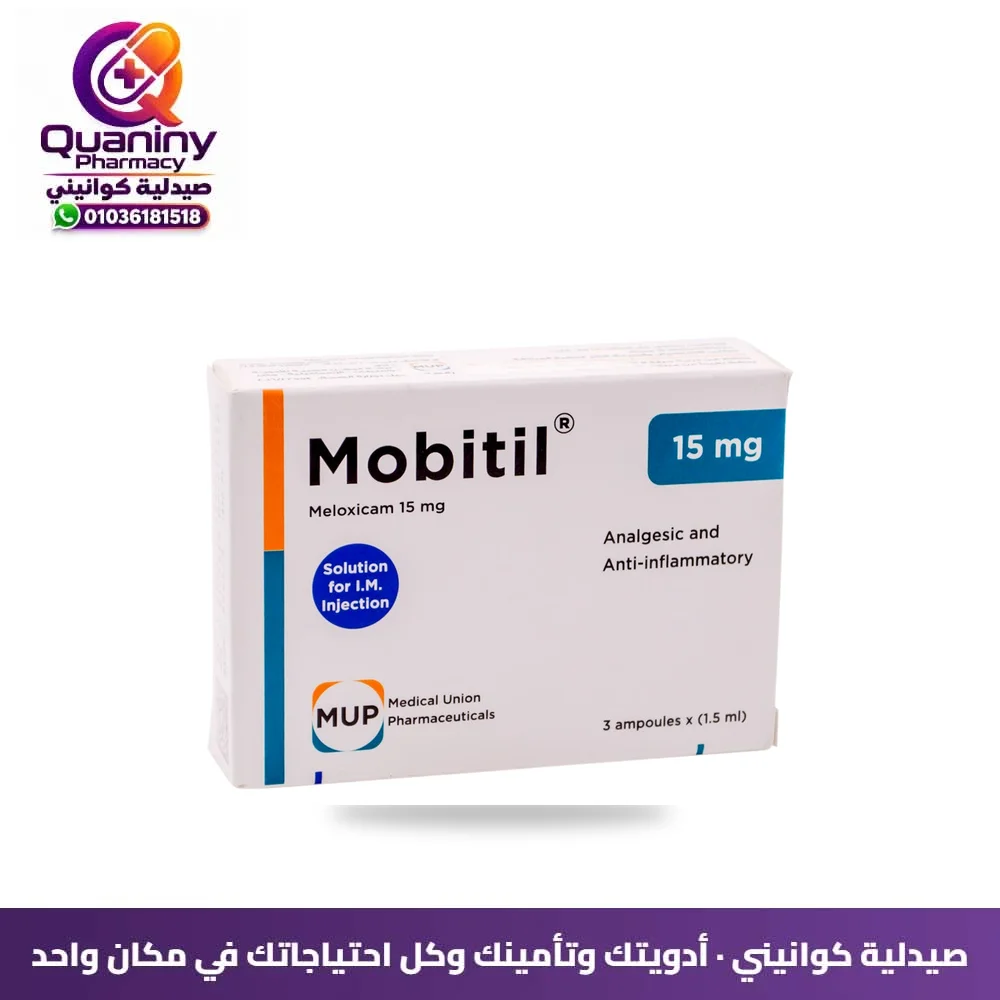 Quaniny
Pharmacy
صيدلية كوانيني
01036181518
Mobitil®
15 mg
Meloxicam 15 mg
Analgesic and
Anti-inflammatory
Solution
for I.M.
Injection
MUP
Medical Union
Pharmaceuticals
3 ampoules x (1.5 ml)
صيدلية كوانيني • أدويتك وتأمينك وكل احتياجاتك في مكان واحد